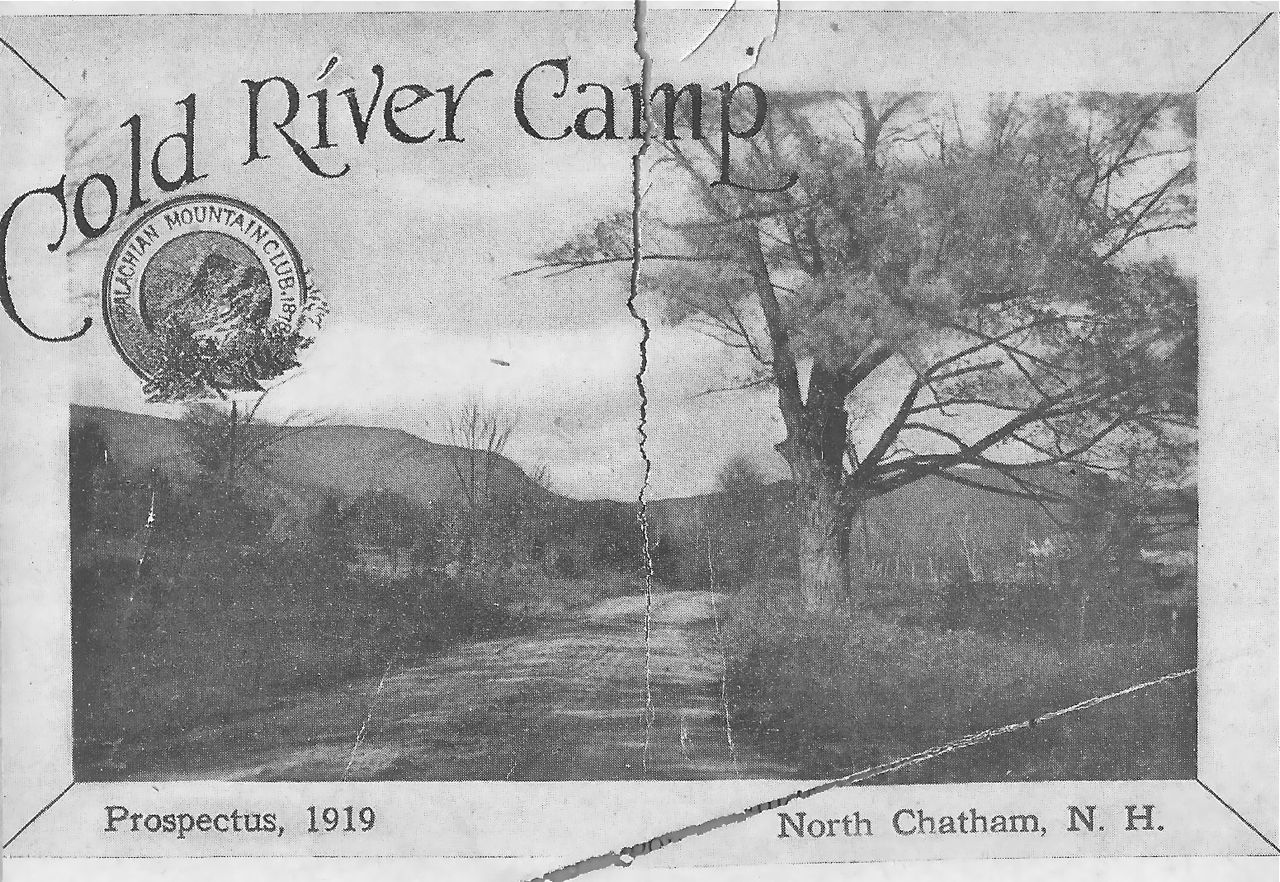 Cold River Camp
APPALACHIAN MOUNTAIN CLUB. 1876
Prospectus, 1919
North Chatham, N. H.